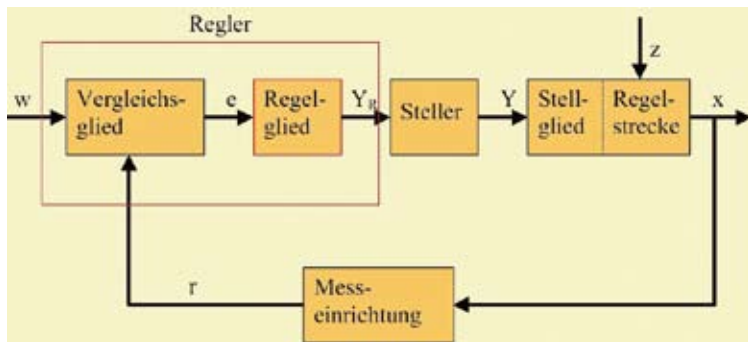 Regler
w
Vergleichs-
glied
e
Regel-
glied
Y_R
Steller
Y
Stell-
glied
Regel-
strecke
z
x
r
Mess-
einrichtung